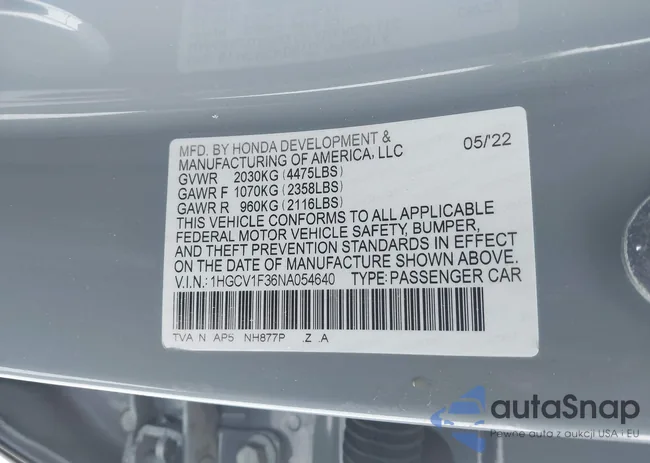 MFD. BY HONDA DEVELOPMENT & 05/'22
MANUFACTURING OF AMERICA, LLC
GVWR 2030KG (4475LBS)
GAWR F 1070KG (2358LBS)
GAWR R 960KG (2116LBS)
THIS VEHICLE CONFORMS TO ALL APPLICABLE
FEDERAL MOTOR VEHICLE SAFETY, BUMPER,
AND THEFT PREVENTION STANDARDS IN EFFECT
ON THE DATE OF MANUFACTURE SHOWN ABOVE.
V.I.N.: 1HGCV1F36NA054640 TYPE: PASSENGER CAR
TVA N AP5 NH877P .Z .A
autaSnap
Pewne auta z aukcji USA i EU